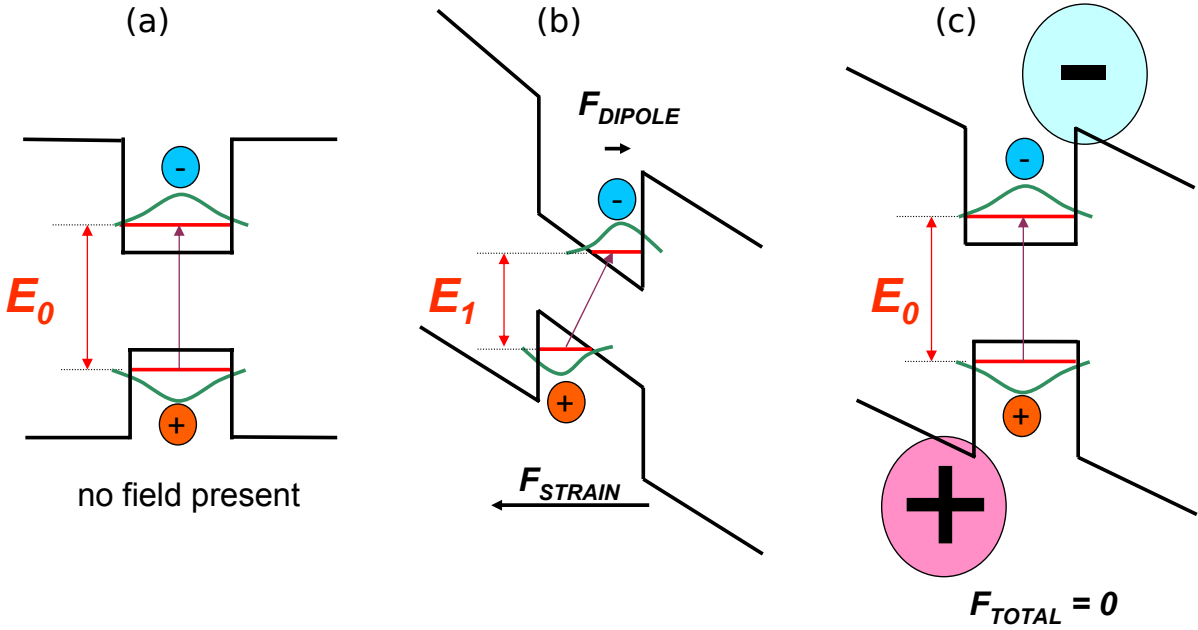 (a)
(b)
(c)
F_DIPOLE
-
-
-
−
E_0
E_1
E_0
+
+
+
+
no field present
F_STRAIN
F_TOTAL = 0